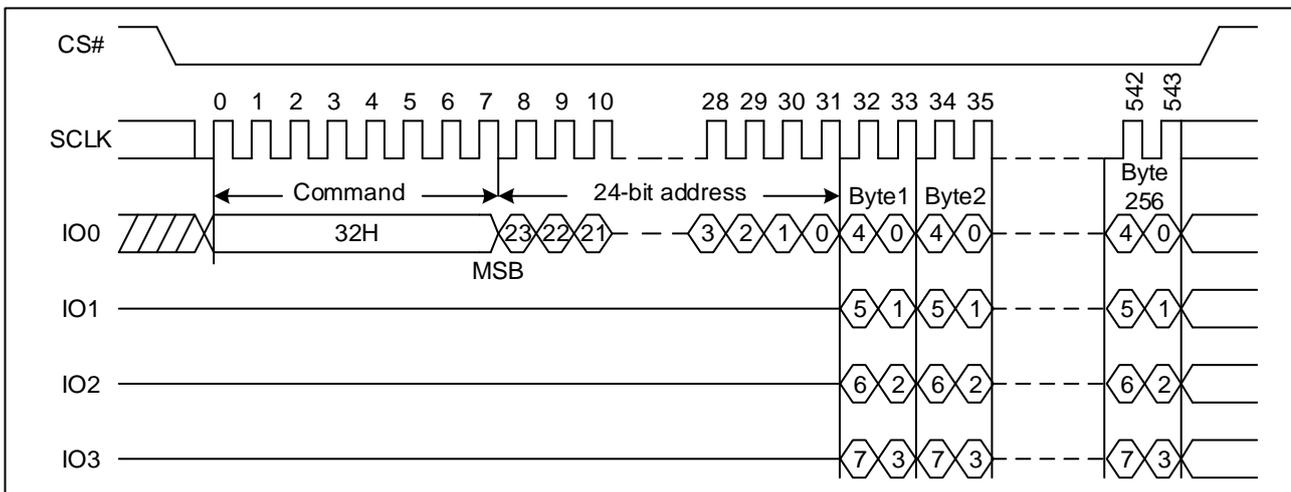 CS#
542
543
0 1 2 3 4 5 6 7 8 9 10 28 29 30 31 32 33 34 35
SCLK
Command 24-bit address Byte1 Byte2 Byte
256
IO0 32H 23 22 21 3 2 1 0 4 0 4 0 4 0
MSB
IO1 5 1 5 1 5 1
IO2 6 2 6 2 6 2
IO3 7 3 7 3 7 3